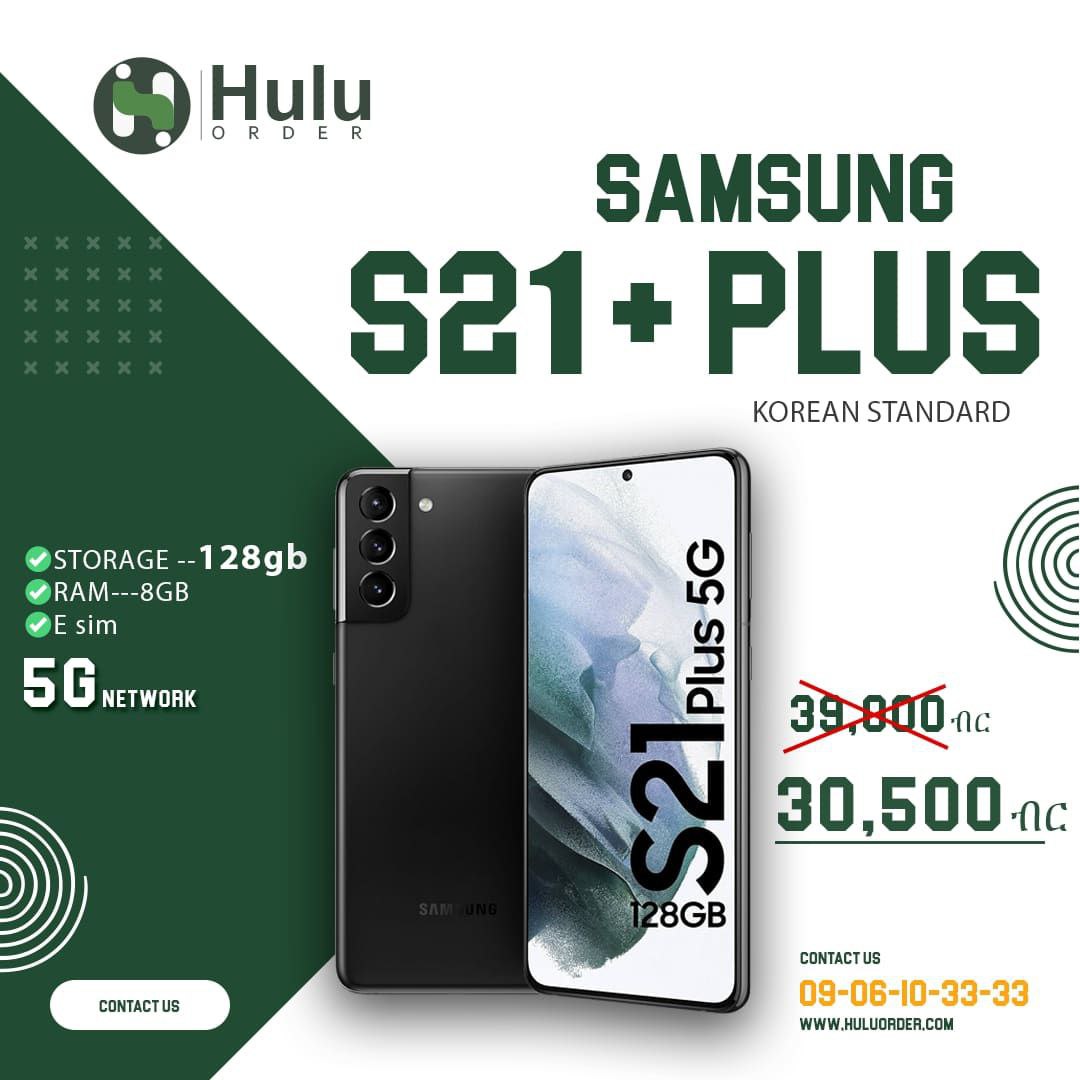 Hulu
ORDER
SAMSUNG
S21+ PLUS
KOREAN STANDARD
STORAGE --128gb
RAM---8GB
E sim
5G NETWORK
S21 Plus 5G
128GB
SAMSUNG
39,800 ብር
30,500 ብር
CONTACT US
09-06-10-33-33
WWW.HULUORDER.COM
CONTACT US